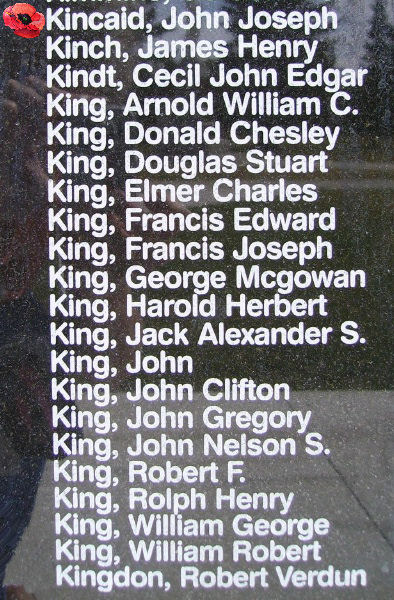 Kincaid, John Joseph
Kinch, James Henry
Kindt, Cecil John Edgar
King, Arnold William C.
King, Donald Chesley
King, Douglas Stuart
King, Elmer Charles
King, Francis Edward
King, Francis Joseph
King, George Mcgowan
King, Harold Herbert
King, Jack Alexander S.
King, John
King, John Clifton
King, John Gregory
King, John Nelson S.
King, Robert F.
King, Rolph Henry
King, William George
King, William Robert
Kingdon, Robert Verdun